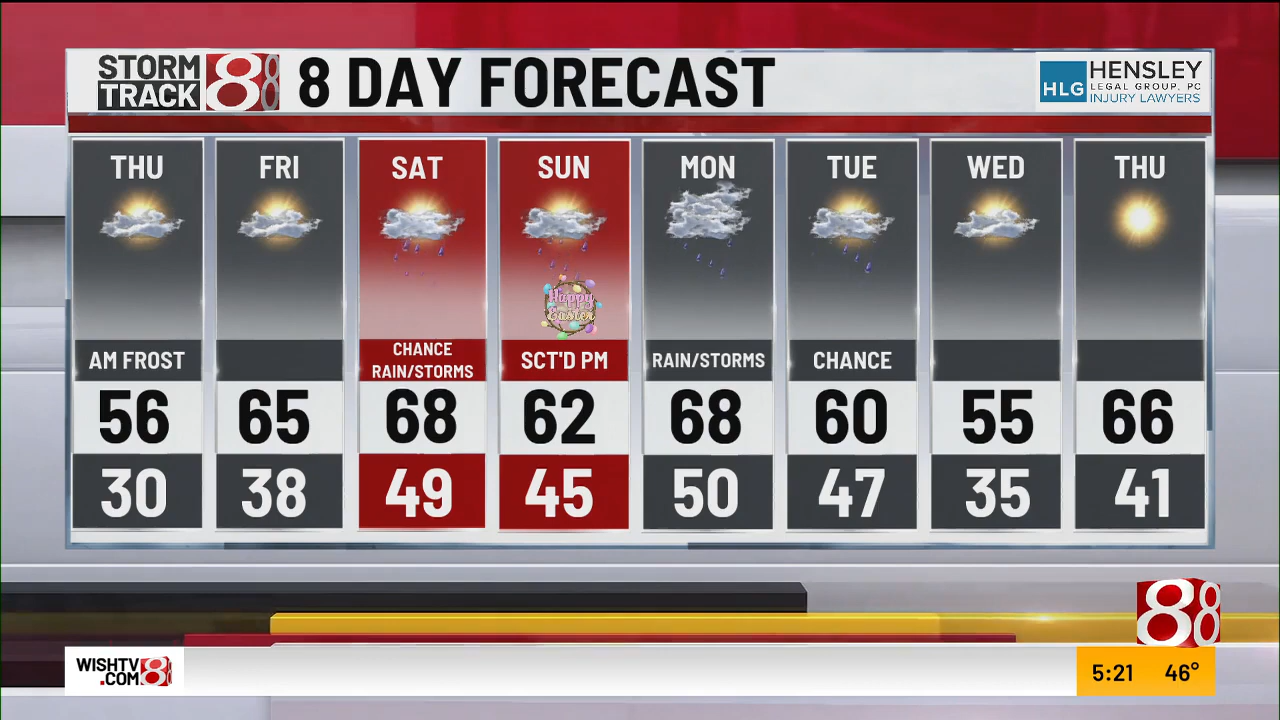 STORM
TRACK
8
8 DAY FORECAST
HLG
HENSLEY
LEGAL GROUP, PC
INJURY LAWYERS
THU
FRI
SAT
SUN
MON
TUE
WED
THU
Happy
Easter
AM FROST
CHANCE
RAIN/STORMS
SCT'D PM
RAIN/STORMS
CHANCE
56
65
68
62
68
60
55
66
30
38
49
45
50
47
35
41
8
WISHTV
.COM
8
5:21
46°